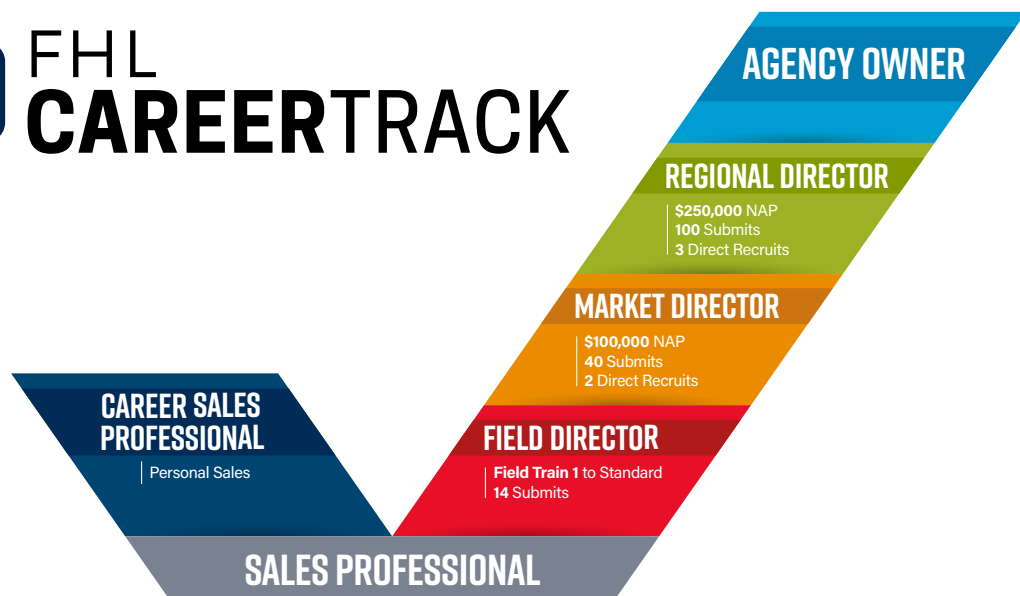 FHL
CAREERTRACK
AGENCY OWNER
REGIONAL DIRECTOR
$250,000 NAP
100 Submits
3 Direct Recruits
MARKET DIRECTOR
$100,000 NAP
40 Submits
2 Direct Recruits
FIELD DIRECTOR
Field Train 1 to Standard
14 Submits
CAREER SALES
PROFESSIONAL
Personal Sales
SALES PROFESSIONAL